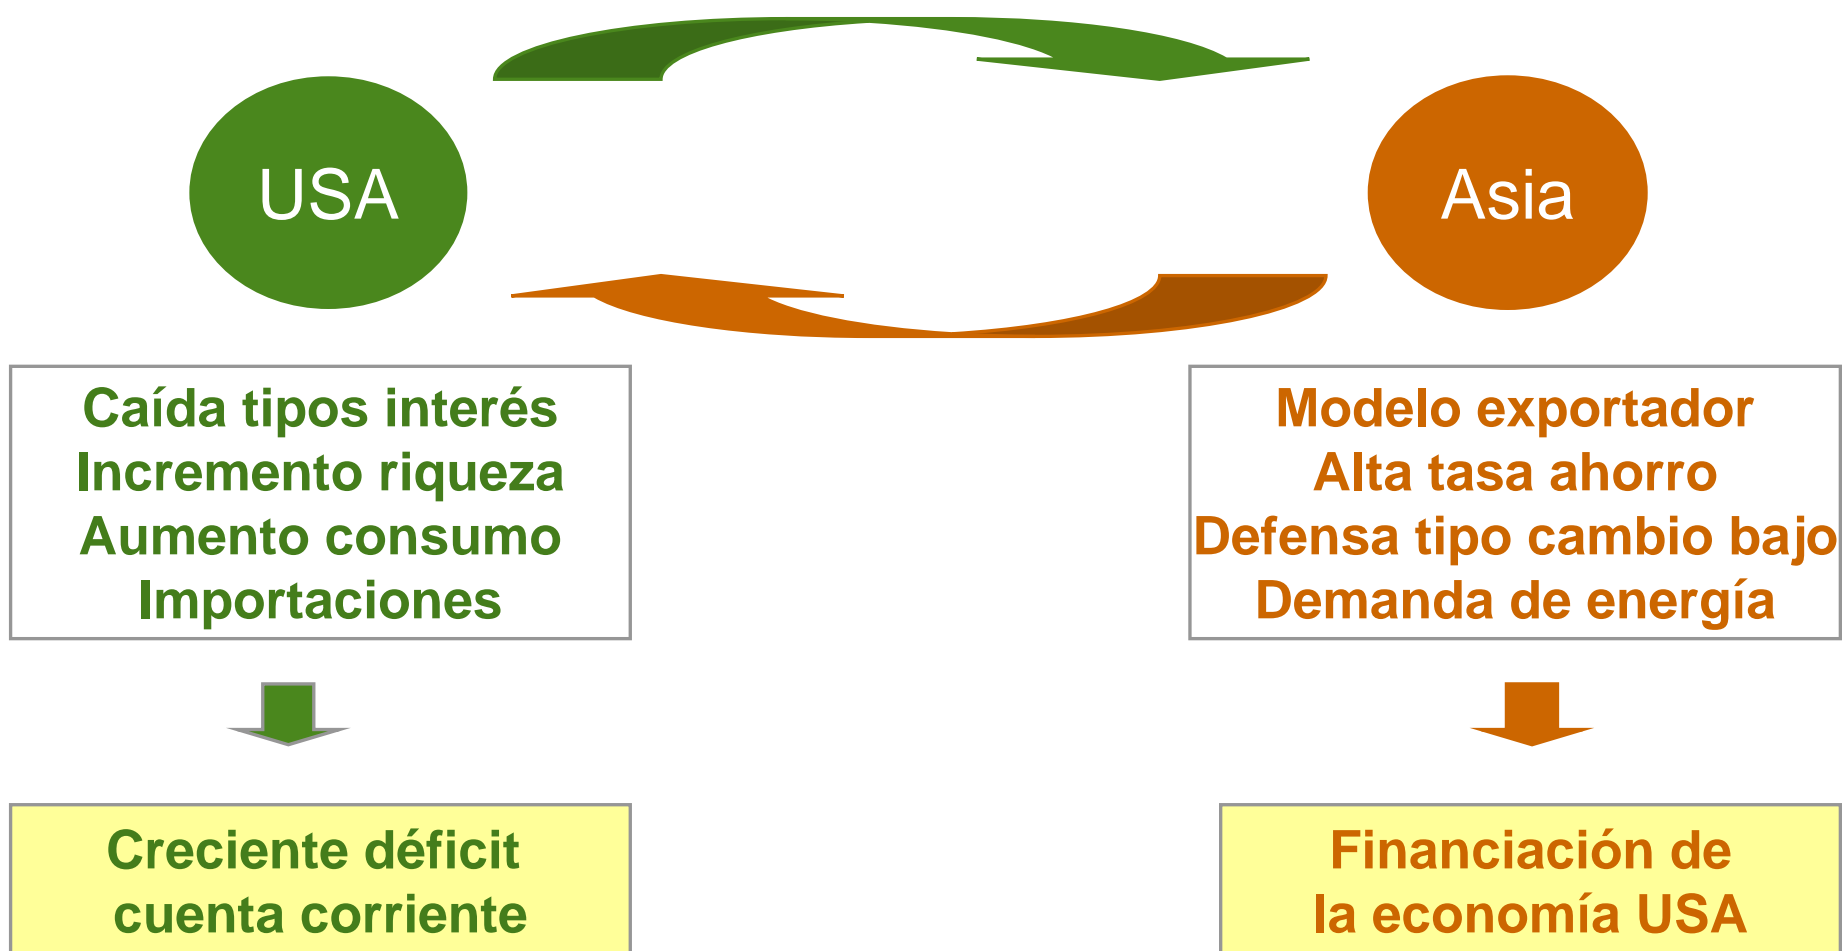 USA
Asia
Caída tipos interés
Incremento riqueza
Aumento consumo
Importaciones
Modelo exportador
Alta tasa ahorro
Defensa tipo cambio bajo
Demanda de energía
Creciente déficit
cuenta corriente
Financiación de
la economía USA